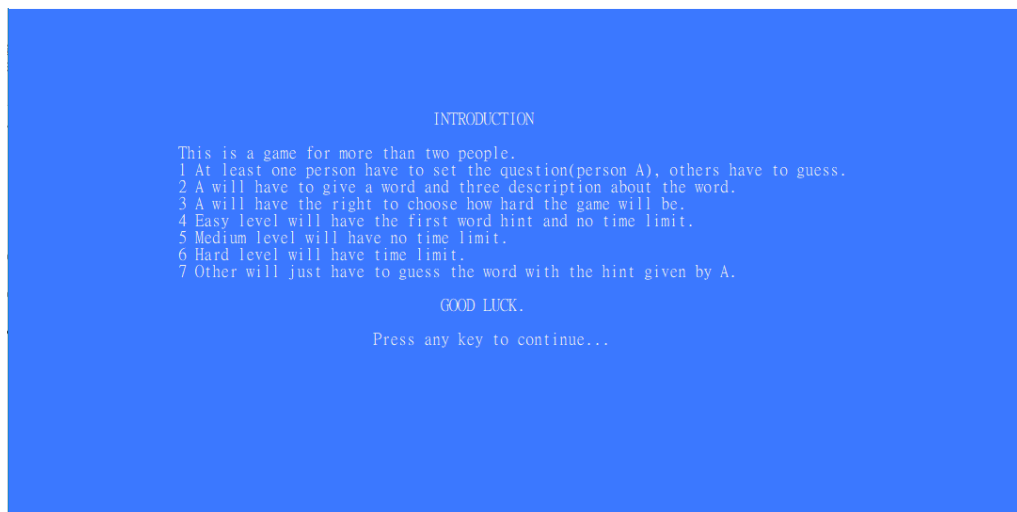 INTRODUCTION
This is a game for more than two people.
1 At least one person have to set the question(person A), others have to guess.
2 A will have to give a word and three description about the word.
3 A will have the right to choose how hard the game will be.
4 Easy level will have the first word hint and no time limit.
5 Medium level will have no time limit.
6 Hard level will have time limit.
7 Other will just have to guess the word with the hint given by A.
GOOD LUCK.
Press any key to continue...